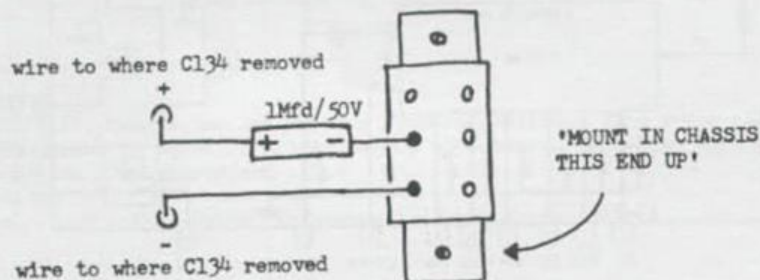 wire to where C134 removed
+
1Mfd/50V
+ -
'MOUNT IN CHASSIS
THIS END UP'
-
wire to where C134 removed